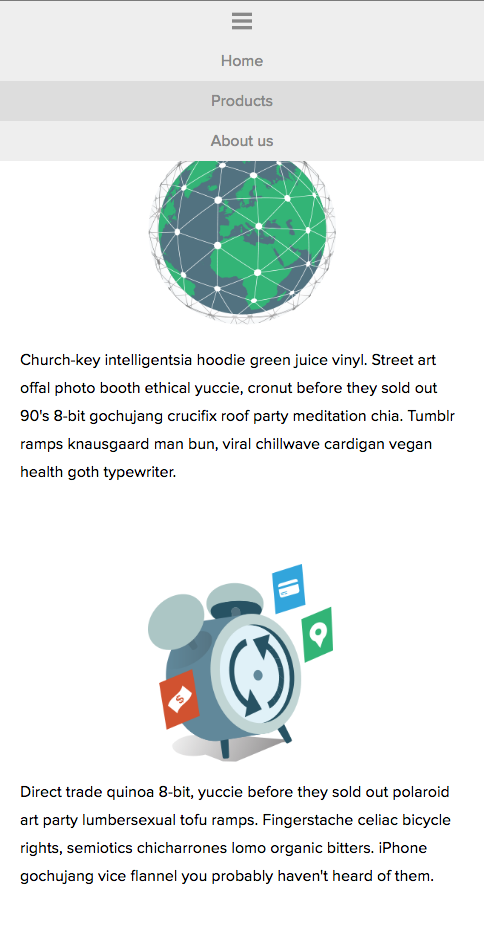 Home
Products
About us
Church-key intelligentsia hoodie green juice vinyl. Street art
offal photo booth ethical yuccie, cronut before they sold out
90's 8-bit gochujang crucifix roof party meditation chia. Tumblr
ramps knausgaard man bun, viral chillwave cardigan vegan
health goth typewriter.
$
Direct trade quinoa 8-bit, yuccie before they sold out polaroid
art party lumbersexual tofu ramps. Fingerstache celiac bicycle
rights, semiotics chicharrones lomo organic bitters. iPhone
gochujang vice flannel you probably haven't heard of them.